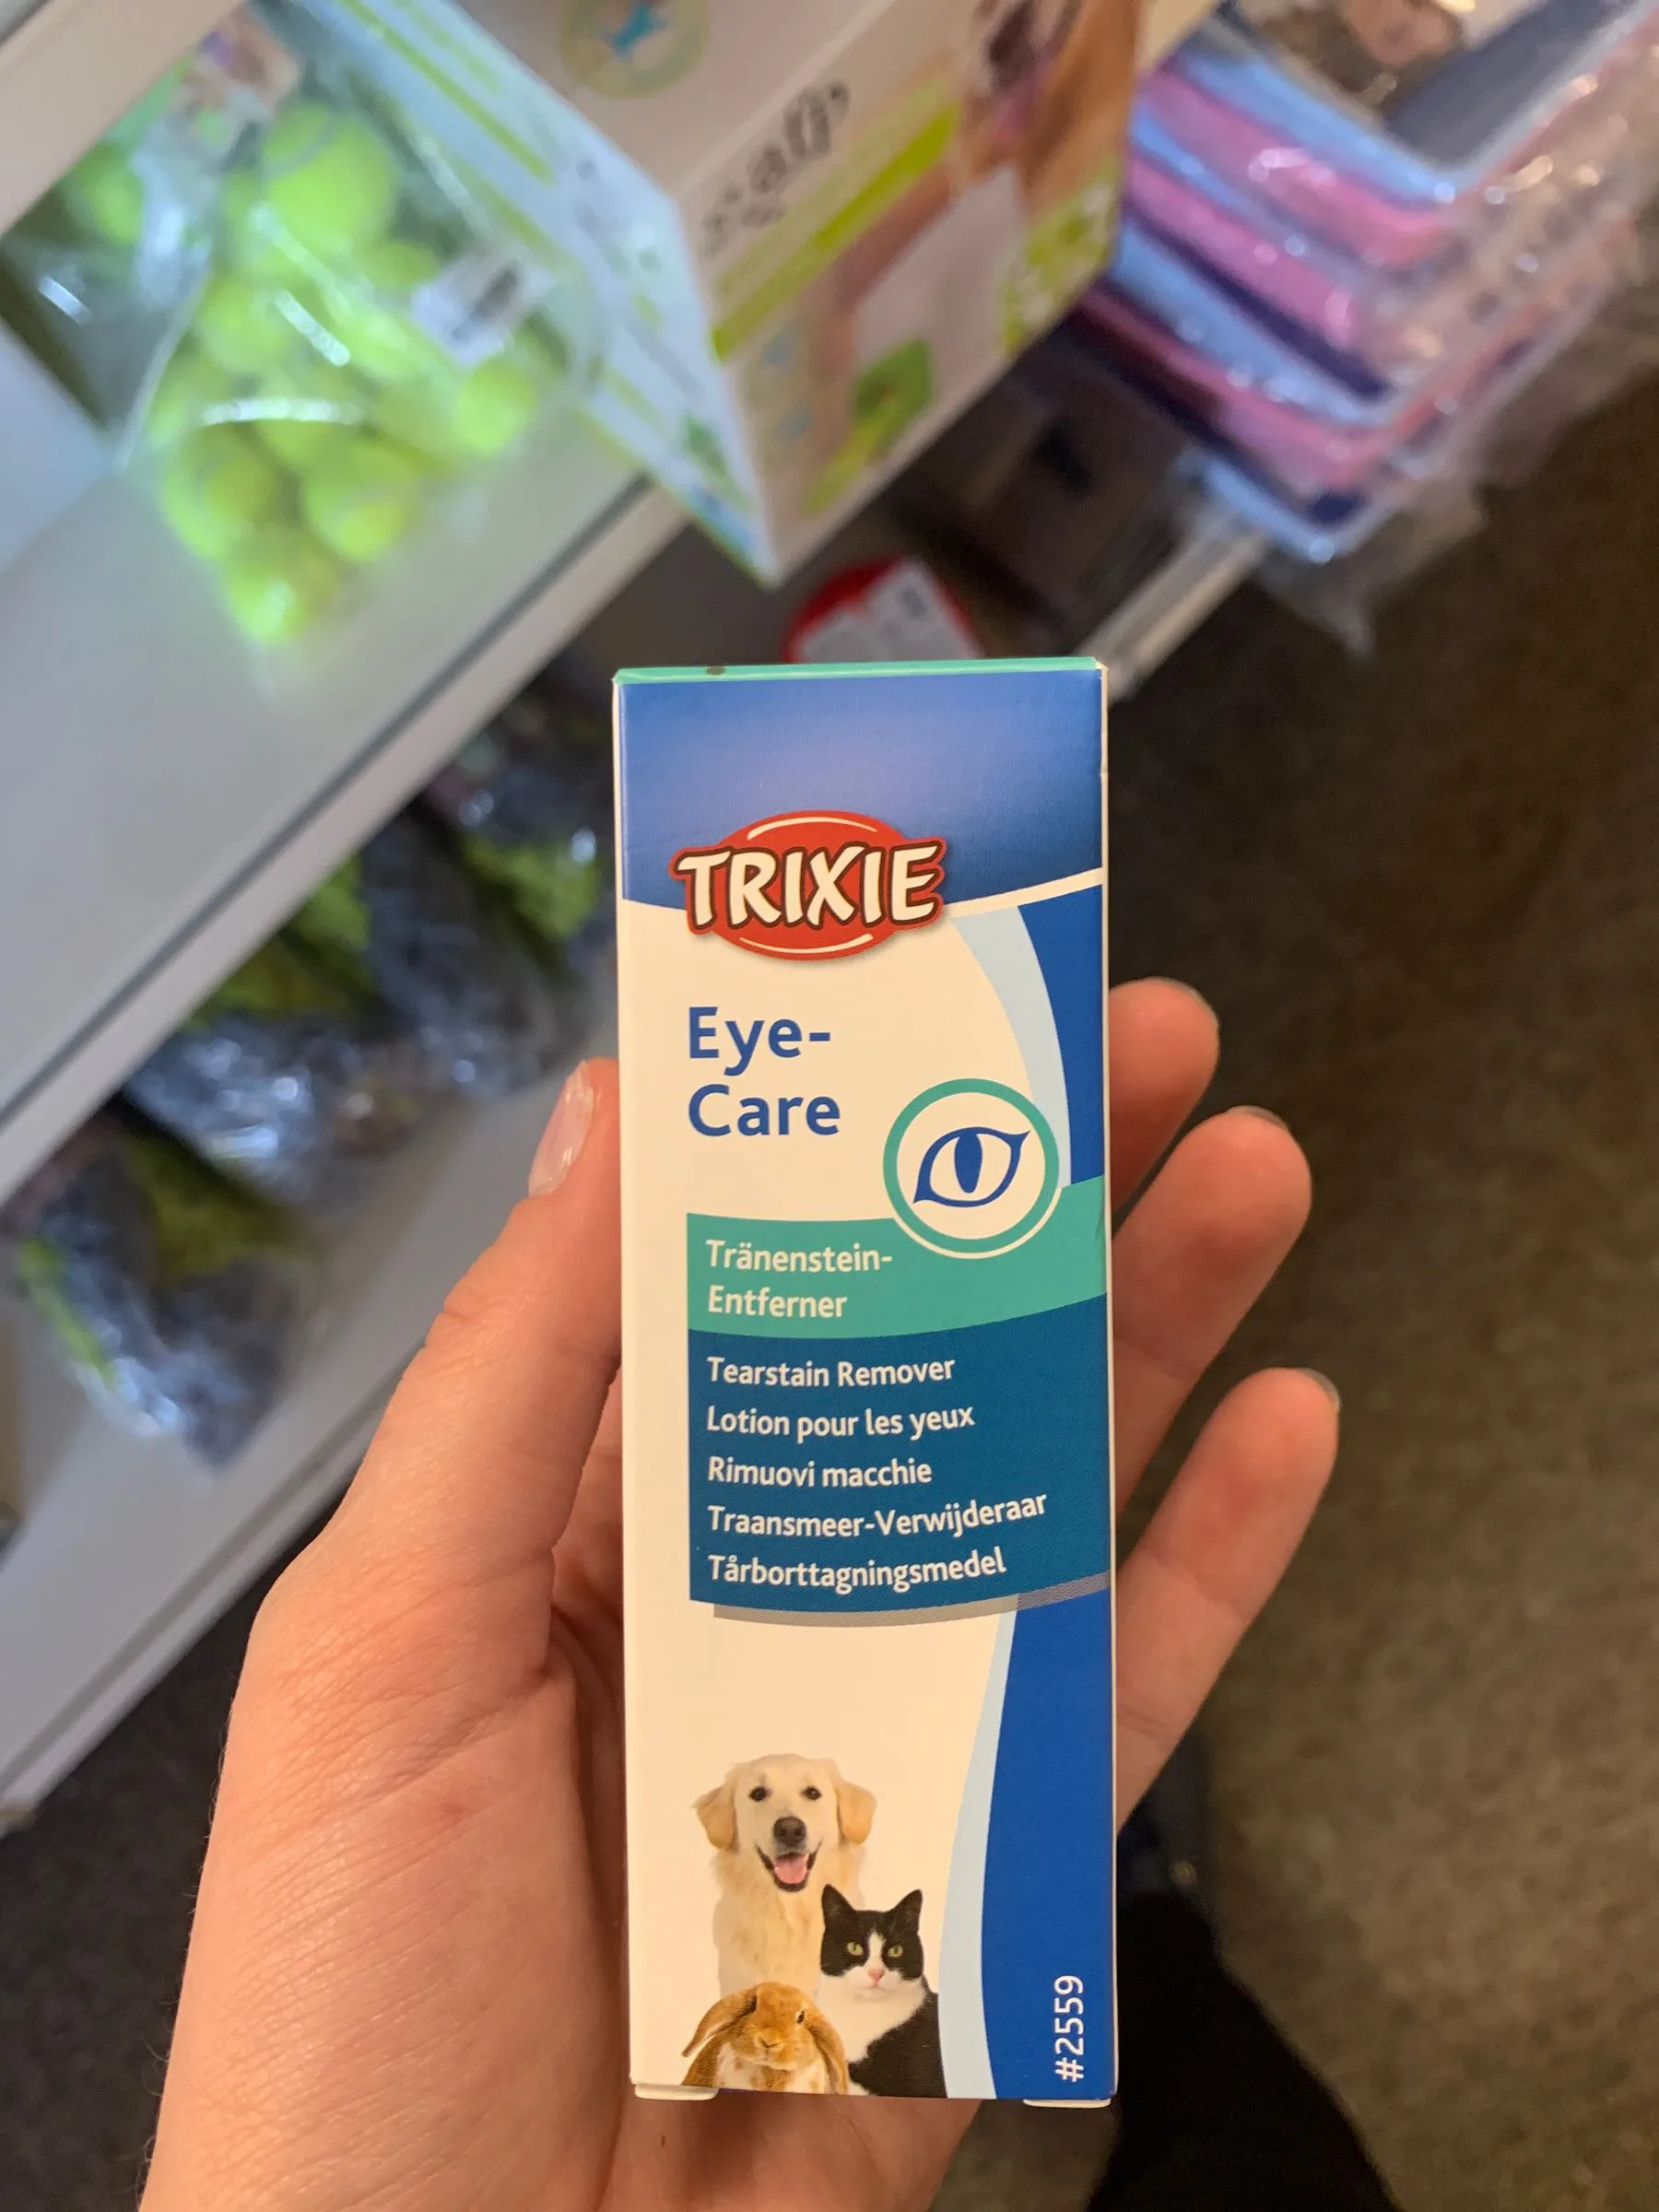 TRIXIE
Eye-
Care
Tränenstein-
Entferner
Tearstain Remover
Lotion pour les yeux
Rimuovi macchie
Traansmeer-Verwijderaar
Tårborttagningsmedel
#2559